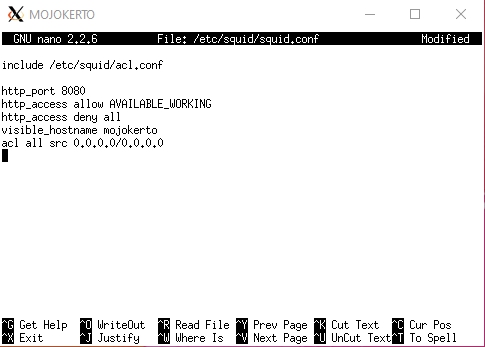 MOJOKERTO
GNU nano 2.2.6 File: /etc/squid/squid.conf Modified
include /etc/squid/acl.conf
http_port 8080
http_access allow AVAILABLE_WORKING
http_access deny all
visible_hostname mojokerto
acl all src 0.0.0.0/0.0.0.0
^G Get Help ^O WriteOut ^R Read File ^Y Prev Page ^K Cut Text ^C Cur Pos
^X Exit ^J Justify ^W Where Is ^V Next Page ^U UnCut Text ^T To Spell